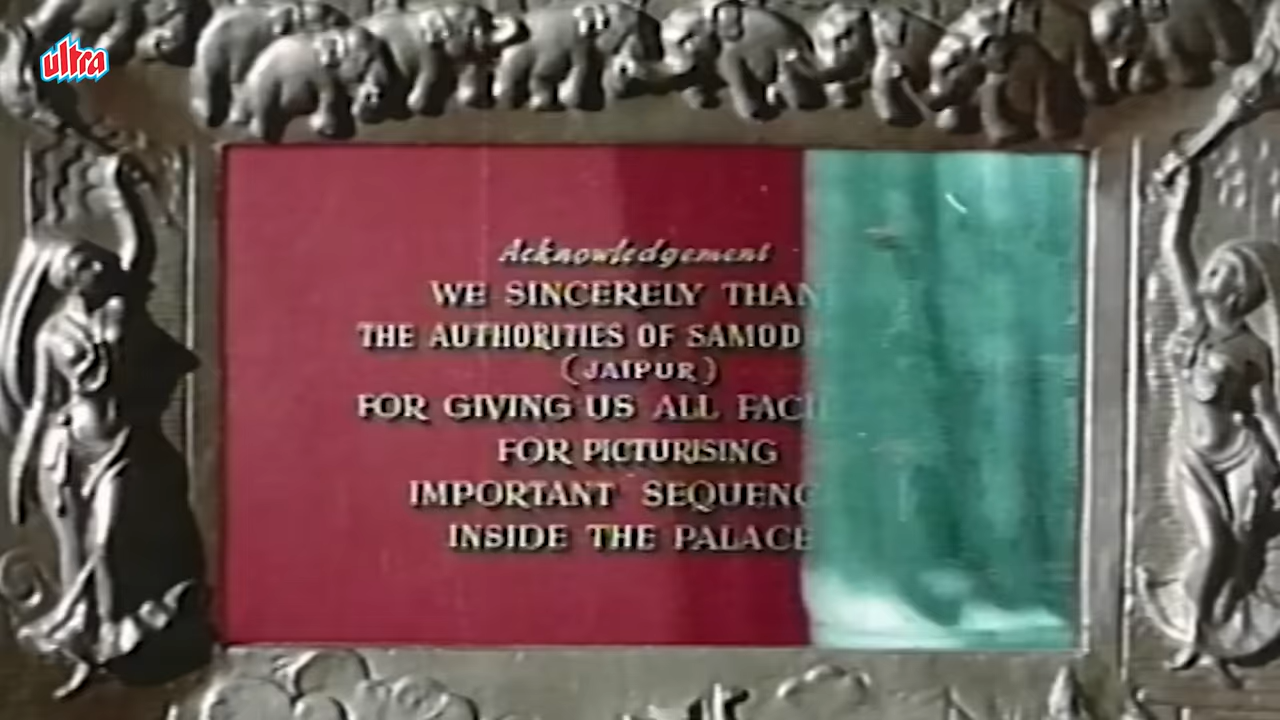 ultra
Acknowledgement
WE SINCERELY THAN
THE AUTHORITIES OF SAMOD
(JAIPUR)
FOR GIVING US ALL FACI
FOR PICTURISING
IMPORTANT SEQUENC
INSIDE THE PALACE